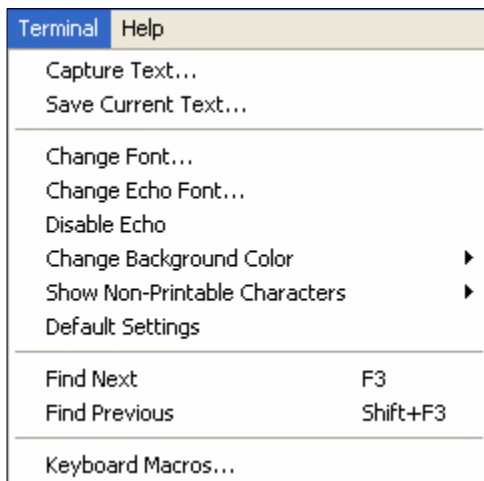 Terminal Help
Capture Text...
Save Current Text...
Change Font...
Change Echo Font...
Disable Echo
Change Background Color
Show Non-Printable Characters
Default Settings
Find Next F3
Find Previous Shift+F3
Keyboard Macros...